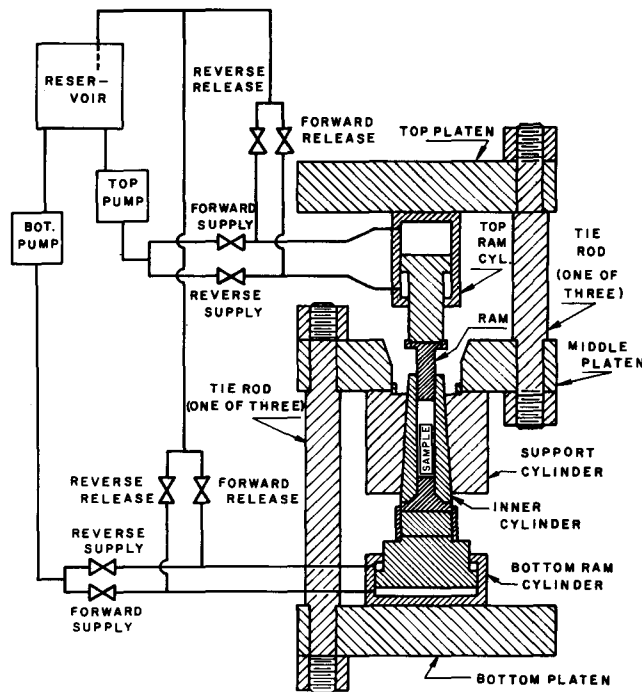 RESER-
VOIR
REVERSE
RELEASE
FORWARD
RELEASE
TOP PLATEN
TOP
PUMP
BOT.
PUMP
FORWARD
SUPPLY
REVERSE
SUPPLY
TOP
RAM
CYL.
TIE
ROD
(ONE OF
THREE)
RAM
MIDDLE
PLATEN
TIE ROD
(ONE OF THREE)
SAMPLE
SUPPORT
CYLINDER
REVERSE
RELEASE
FORWARD
RELEASE
INNER
CYLINDER
REVERSE
SUPPLY
BOTTOM RAM
CYLINDER
FORWARD
SUPPLY
BOTTOM PLATEN